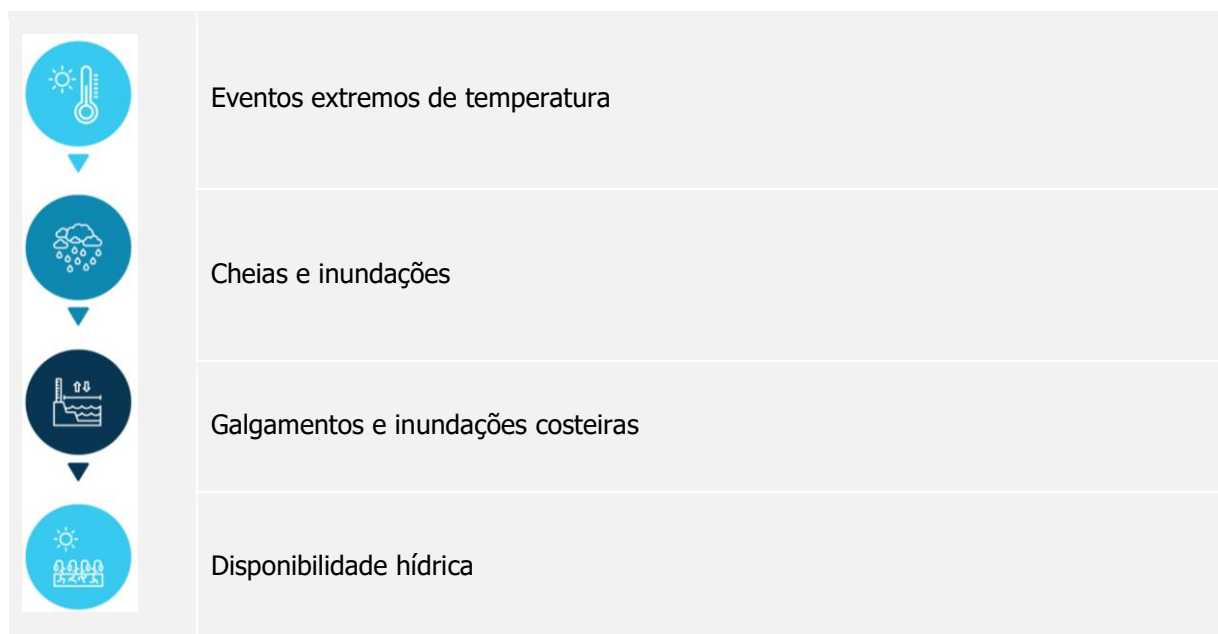 Eventos extremos de temperatura
Cheias e inundações
Galgamentos e inundações costeiras
Disponibilidade hídrica